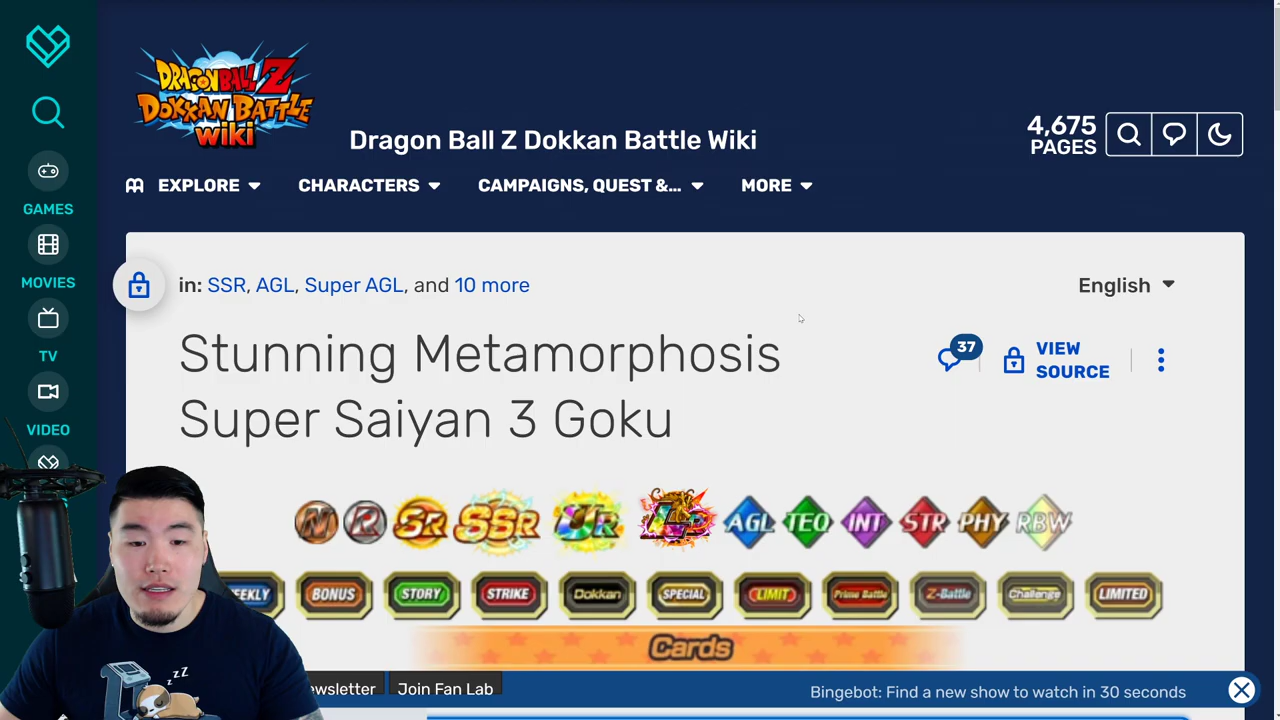 DRAGON BALL Z
DOKKAN BATTLE
wiki
Dragon Ball Z Dokkan Battle Wiki
4,675
PAGES
EXPLORE
CHARACTERS
CAMPAIGNS, QUEST &...
MORE
GAMES
MOVIES
TV
VIDEO
in: SSR, AGL, Super AGL, and 10 more
English
Stunning Metamorphosis
Super Saiyan 3 Goku
37
VIEW
SOURCE
N R SR SSR UR LR AGL TEQ INT STR PHY RBW
EEKLY BONUS STORY STRIKE Dokkan SPECIAL LIMIT Prime Battle Z-Battle Challenge LIMITED
Cards
ewsletter
Join Fan Lab
Bingebot: Find a new show to watch in 30 seconds
z z Z